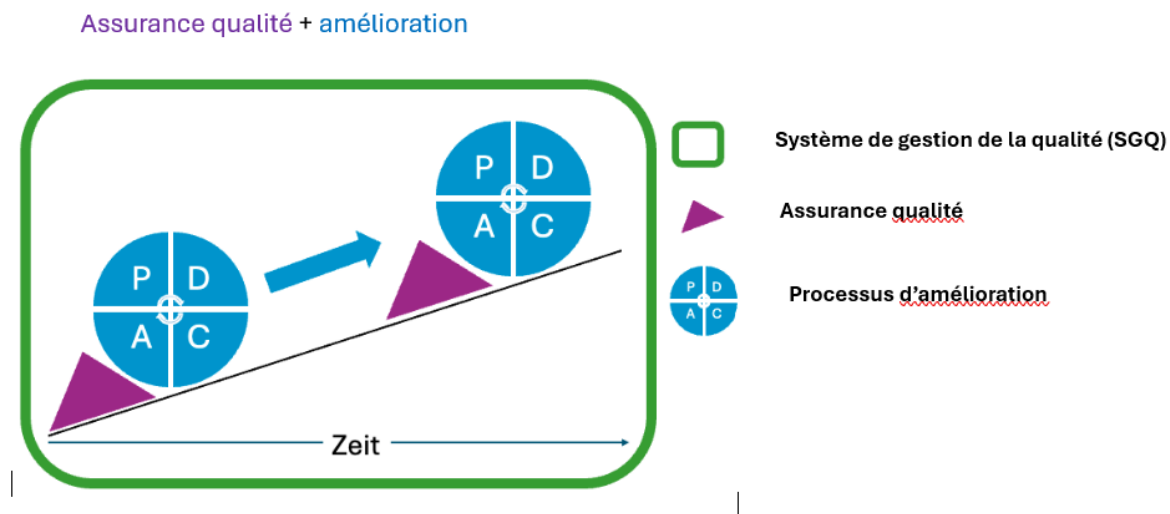 Assurance qualité + amélioration
P D
A C
P D
A C
Zeit
Système de gestion de la qualité (SGQ)
Assurance qualité
P D
A C
Processus d'amélioration